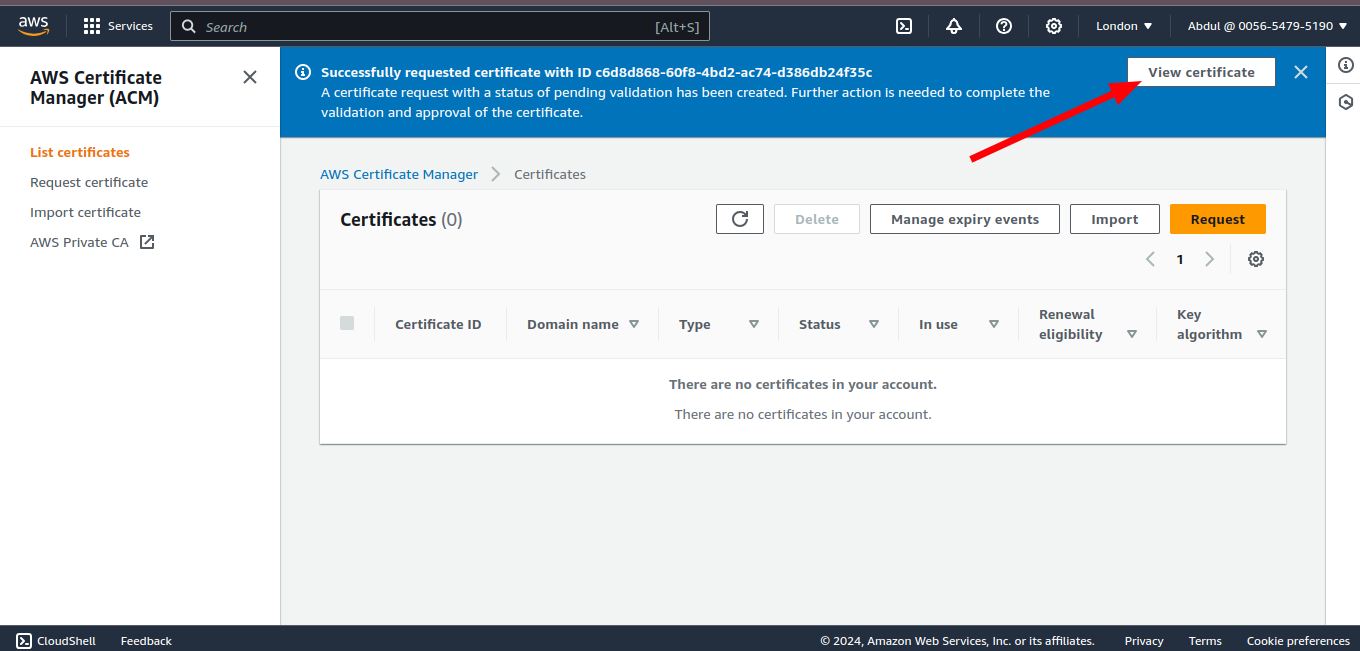 aws
Services
Search
[Alt+S]
London
Abdul @ 0056-5479-5190
AWS Certificate
Manager (ACM)
List certificates
Request certificate
Import certificate
AWS Private CA
Successfully requested certificate with ID c6d8d868-60f8-4bd2-ac74-d386db24f35c
A certificate request with a status of pending validation has been created. Further action is needed to complete the
validation and approval of the certificate.
View certificate
AWS Certificate Manager
Certificates
Certificates (0)
Delete
Manage expiry events
Import
Request
1
Certificate ID
Domain name
Type
Status
In use
Renewal
eligibility
Key
algorithm
There are no certificates in your account.
There are no certificates in your account.
CloudShell
Feedback
© 2024, Amazon Web Services, Inc. or its affiliates.
Privacy
Terms
Cookie preferences